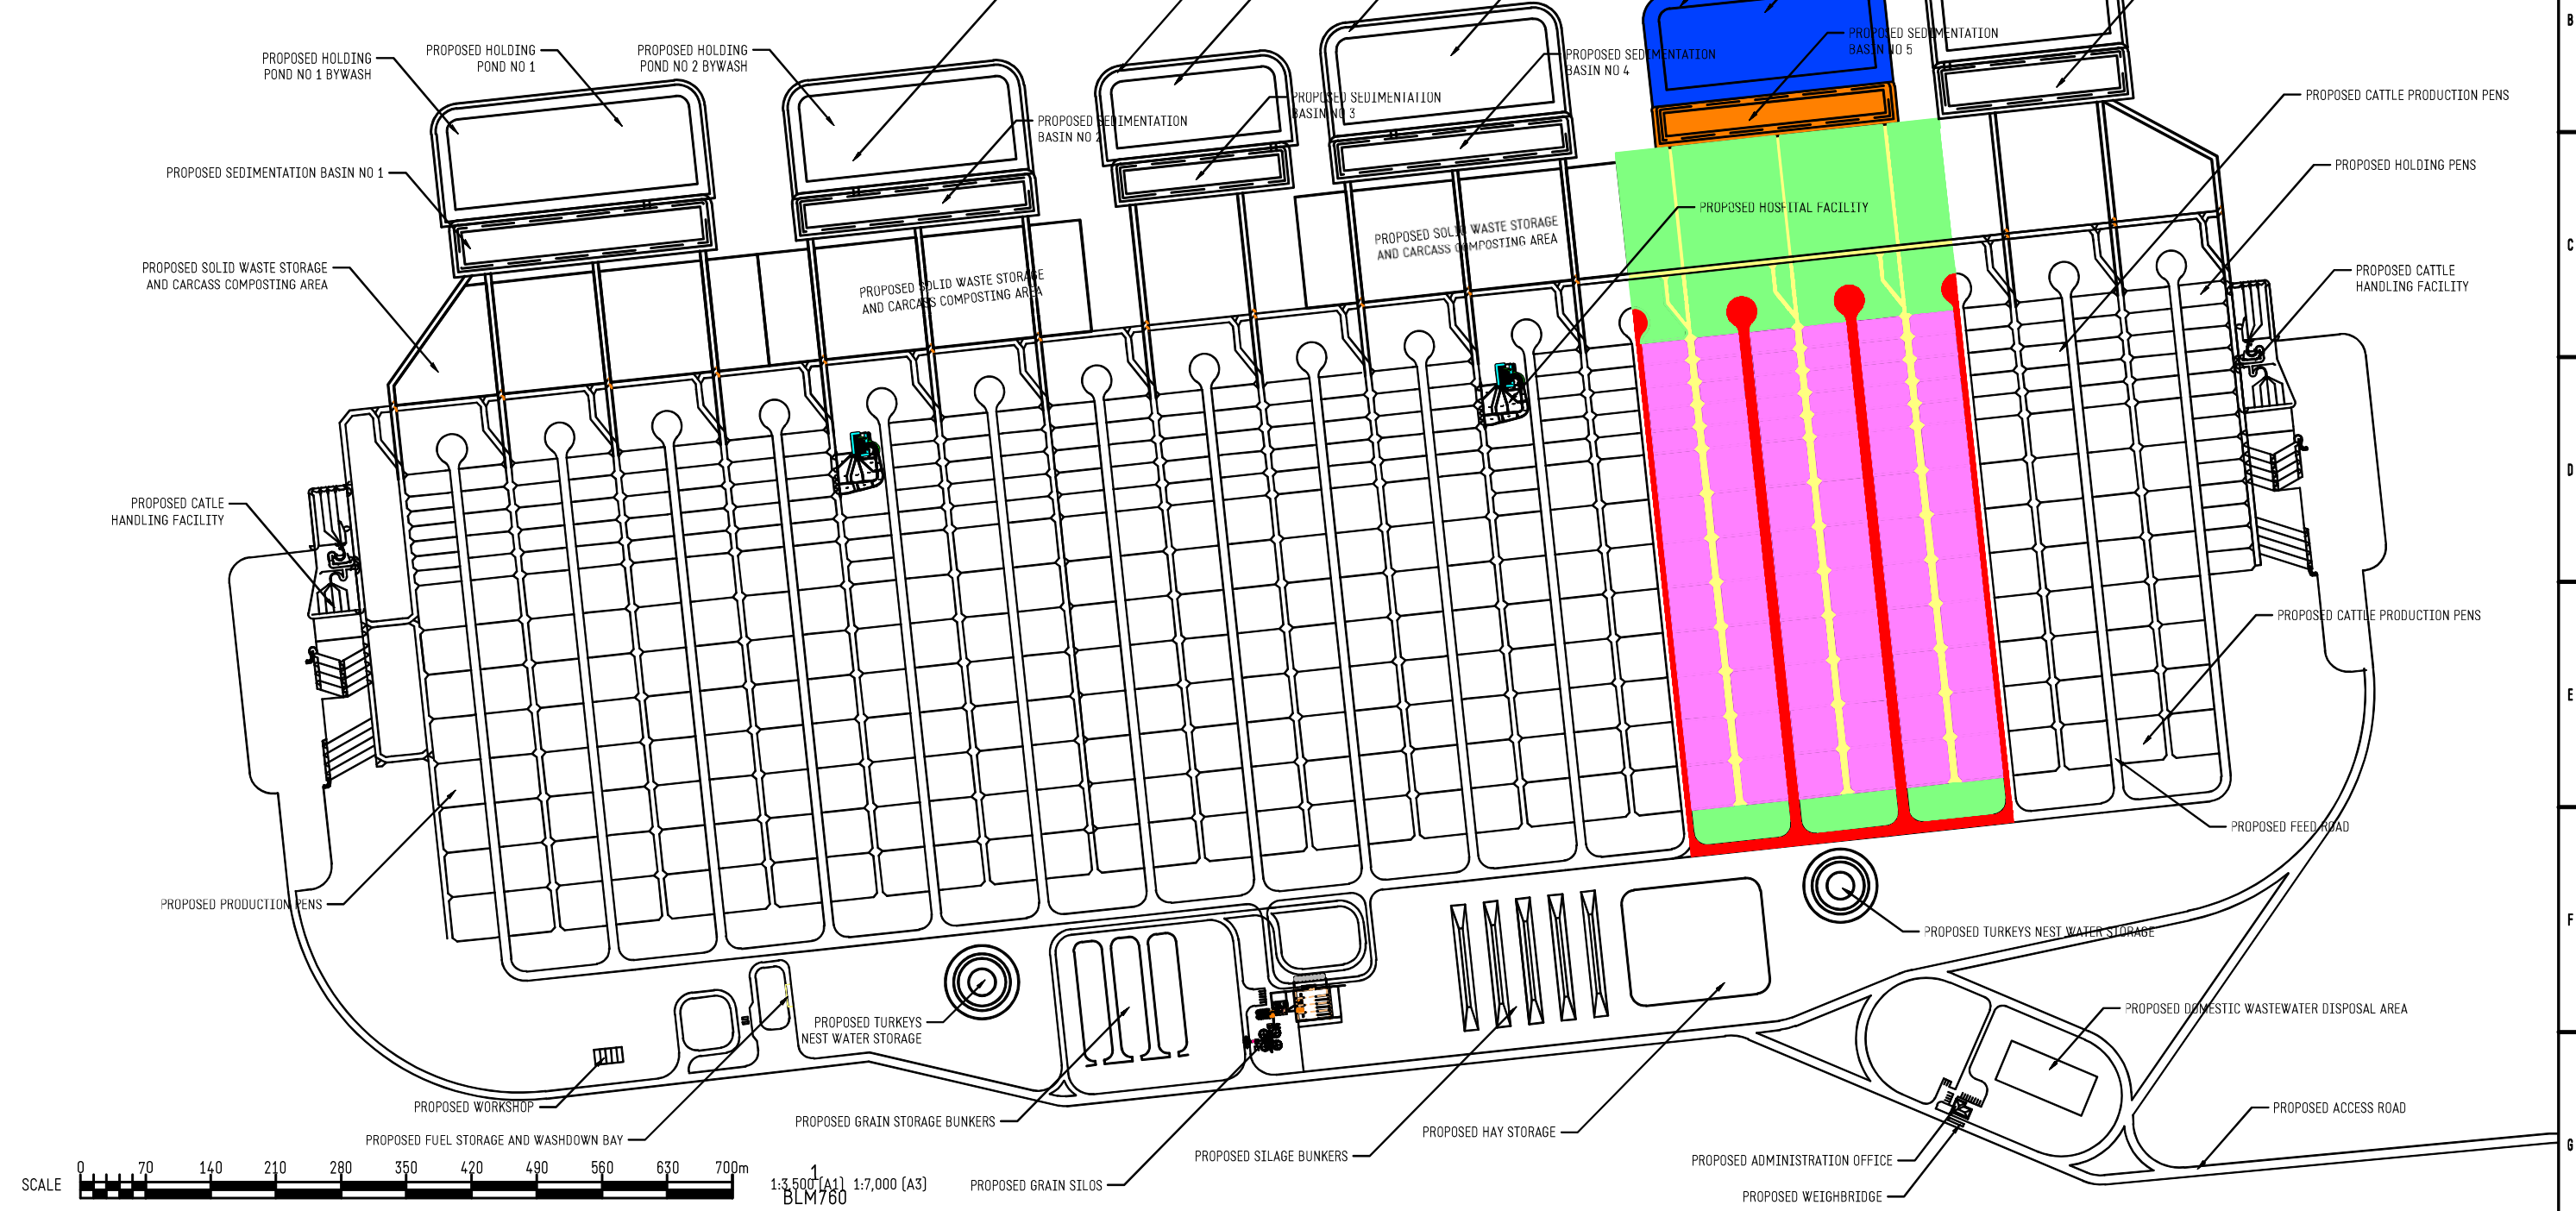 B
PROPOSED HOLDING
POND NO 1 BYWASH
PROPOSED HOLDING
POND NO 1
PROPOSED HOLDING
POND NO 2 BYWASH
PROPOSED SEDIMENTATION
BASIN NO 5
PROPOSED SEDIMENTATION
BASIN NO 4
PROPOSED SEDIMENTATION
BASIN NO 3
PROPOSED SEDIMENTATION
BASIN NO 2
PROPOSED CATTLE PRODUCTION PENS
PROPOSED SEDIMENTATION BASIN NO 1
PROPOSED HOLDING PENS
PROPOSED HOSPITAL FACILITY
PROPOSED SOLID WASTE STORAGE
AND CARCASS COMPOSTING AREA
C
PROPOSED SOLID WASTE STORAGE
AND CARCASS COMPOSTING AREA
PROPOSED SOLID WASTE STORAGE
AND CARCASS COMPOSTING AREA
PROPOSED CATTLE
HANDLING FACILITY
D
PROPOSED CATLE
HANDLING FACILITY
PROPOSED CATTLE PRODUCTION PENS
E
PROPOSED FEED ROAD
PROPOSED PRODUCTION PENS
F
PROPOSED TURKEYS NEST WATER STORAGE
PROPOSED TURKEYS
NEST WATER STORAGE
PROPOSED DOMESTIC WASTEWATER DISPOSAL AREA
PROPOSED WORKSHOP
PROPOSED GRAIN STORAGE BUNKERS
PROPOSED HAY STORAGE
PROPOSED ACCESS ROAD
PROPOSED FUEL STORAGE AND WASHDOWN BAY
G
PROPOSED SILAGE BUNKERS
PROPOSED ADMINISTRATION OFFICE
PROPOSED GRAIN SILOS
PROPOSED WEIGHBRIDGE
0 70 140 210 280 350 420 490 560 630 700m
SCALE
1:3,500 (A1) 1:7,000 (A3)
1
BLM760